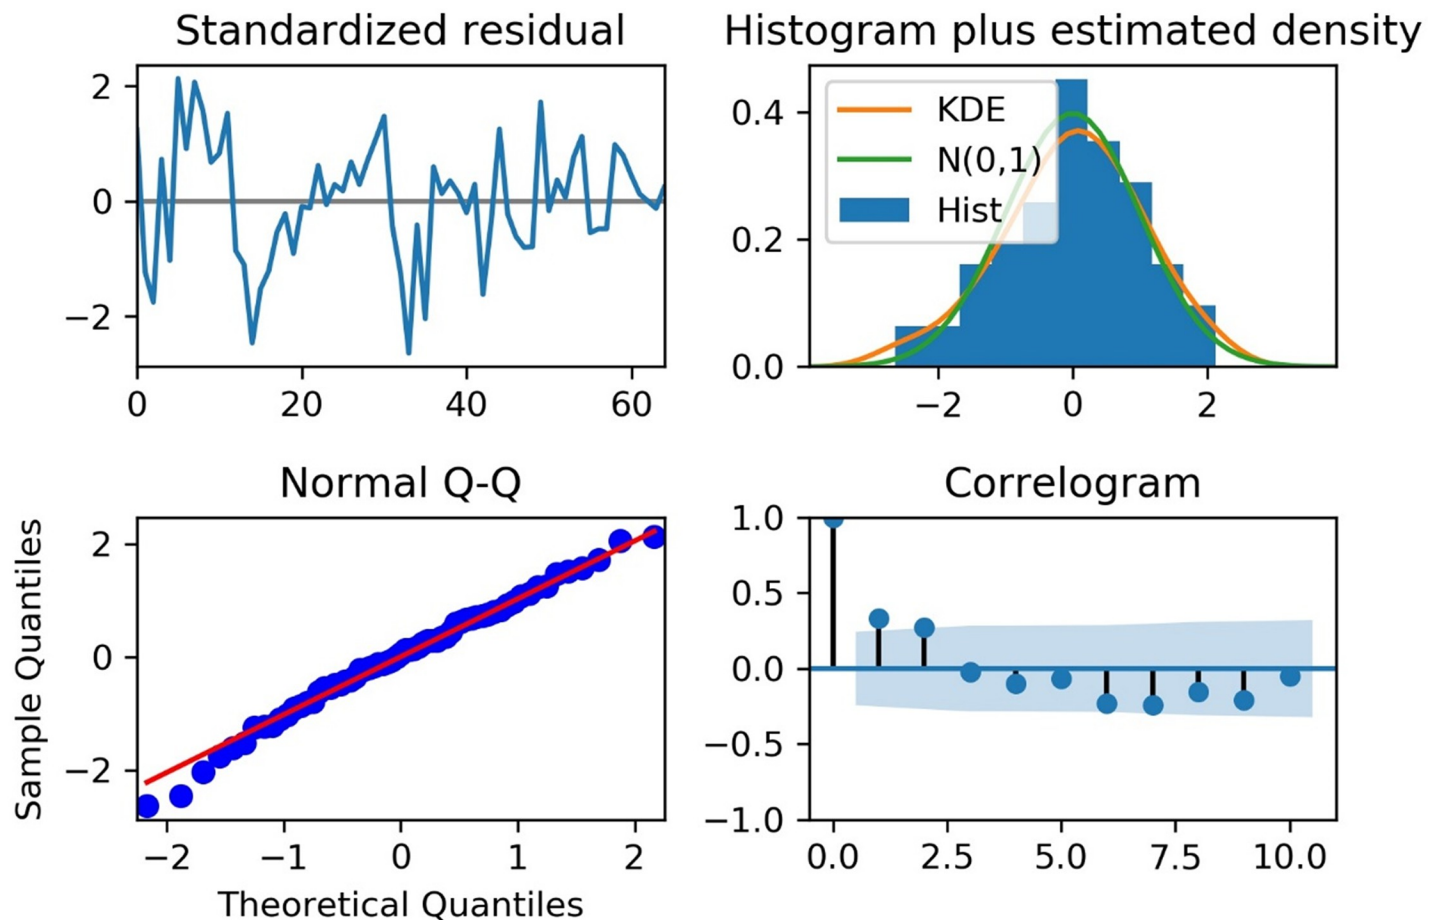 Standardized residual
2
0
−2
0 20 40 60
Histogram plus estimated density
0.4
0.2
0.0
KDE
N(0,1)
Hist
−2 0 2
Normal Q-Q
Sample Quantiles
2
0
−2
−2 −1 0 1 2
Theoretical Quantiles
Correlogram
1.0
0.5
0.0
−0.5
−1.0
0.0 2.5 5.0 7.5 10.0